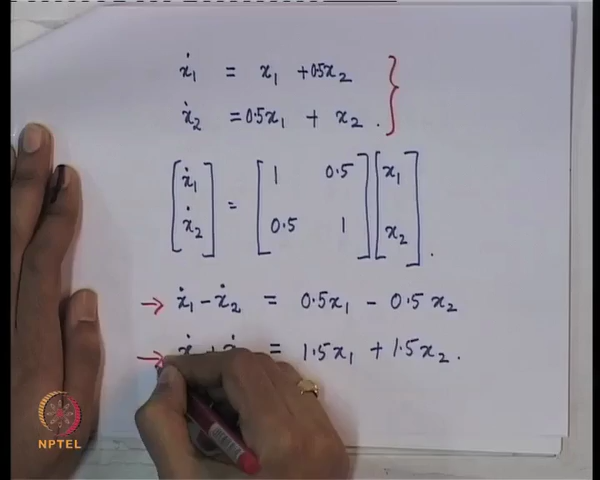 ẋ₁ = x₁ + 0.5x₂
ẋ₂ = 0.5x₁ + x₂ .
[ẋ₁ ẋ₂] = [1 0.5 0.5 1] [x₁ x₂] .
→ ẋ₁ - ẋ₂ = 0.5x₁ - 0.5x₂
→ = 1.5x₁ + 1.5x₂ .
NPTEL